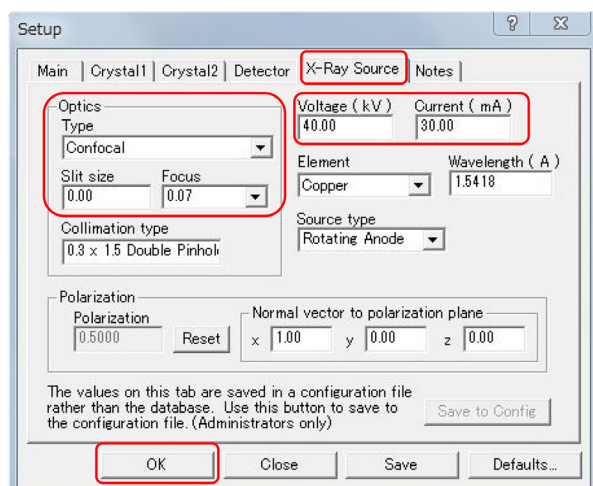 Setup
Main Crystal1 Crystal2 Detector X-Ray Source Notes
Optics
Type
Confocal
Slit size Focus
0.00 0.07
Collimation type
0.3 x 1.5 Double Pinhol
Voltage ( kV ) Current ( mA )
40.00 30.00
Element Wavelength ( A )
Copper 1.5418
Source type
Rotating Anode
Polarization
Polarization
0.5000 Reset
Normal vector to polarization plane
x 1.00 y 0.00 z 0.00
The values on this tab are saved in a configuration file
rather than the database. Use this button to save to
the configuration file. (Administrators only)
Save to Config
OK Close Save Defaults...